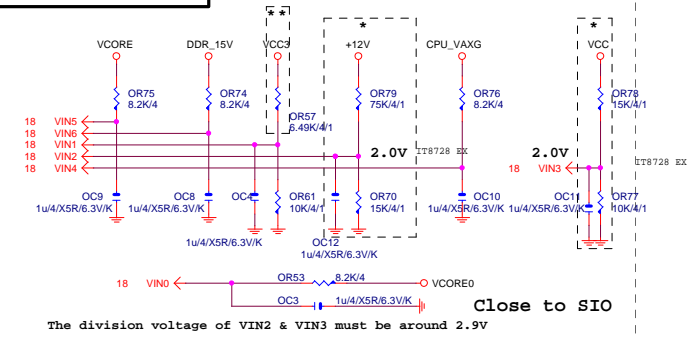 ** *
*
VCORE DDR_15V VCC3 +12V CPU_VAXG VCC
OR75 8.2K/4
OR74 8.2K/4
OR57 6.49K/4/1
OR79 75K/4/1
OR76 8.2K/4
OR78 15K/4/1
18 VIN5
18 VIN6
18 VIN1
18 VIN2
18 VIN4
2.0V IT8728 EX
2.0V IT8728 EX
18 VIN3
OC9 1u/4/X5R/6.3V/K
OC8 1u/4/X5R/6.3V/K
OC4 1u/4/X5R/6.3V/K
OR61 10K/4/1
OC12 1u/4/X5R/6.3V/K
OR70 15K/4/1
OC10 1u/4/X5R/6.3V/K
OC11 1u/4/X5R/6.3V/K
OR77 10K/4/1
18 VIN0
OR53 8.2K/4
VCORE0
OC3 1u/4/X5R/6.3V/K
Close to SIO
The division voltage of VIN2 & VIN3 must be around 2.9V